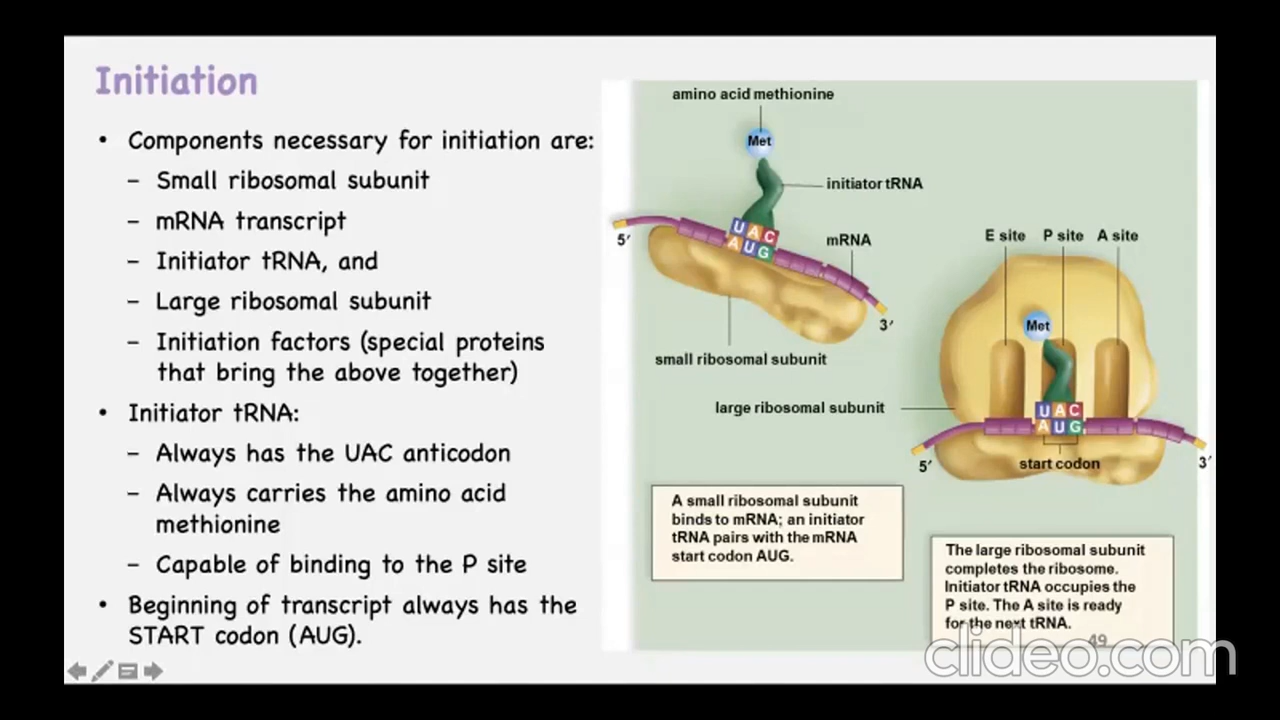 Initiation
• Components necessary for initiation are:
– Small ribosomal subunit
– mRNA transcript
– Initiator tRNA, and
– Large ribosomal subunit
– Initiation factors (special proteins
that bring the above together)
• Initiator tRNA:
– Always has the UAC anticodon
– Always carries the amino acid
methionine
– Capable of binding to the P site
• Beginning of transcript always has the
START codon (AUG).
amino acid methionine
Met
initiator tRNA
UAC
AUG
5′
mRNA
3′
small ribosomal subunit
E site P site A site
Met
large ribosomal subunit
UAC
AUG
5′
start codon
3′
A small ribosomal subunit
binds to mRNA; an initiator
tRNA pairs with the mRNA
start codon AUG.
The large ribosomal subunit
completes the ribosome.
Initiator tRNA occupies the
P site. The A site is ready
for the next tRNA.
49
clideo.com